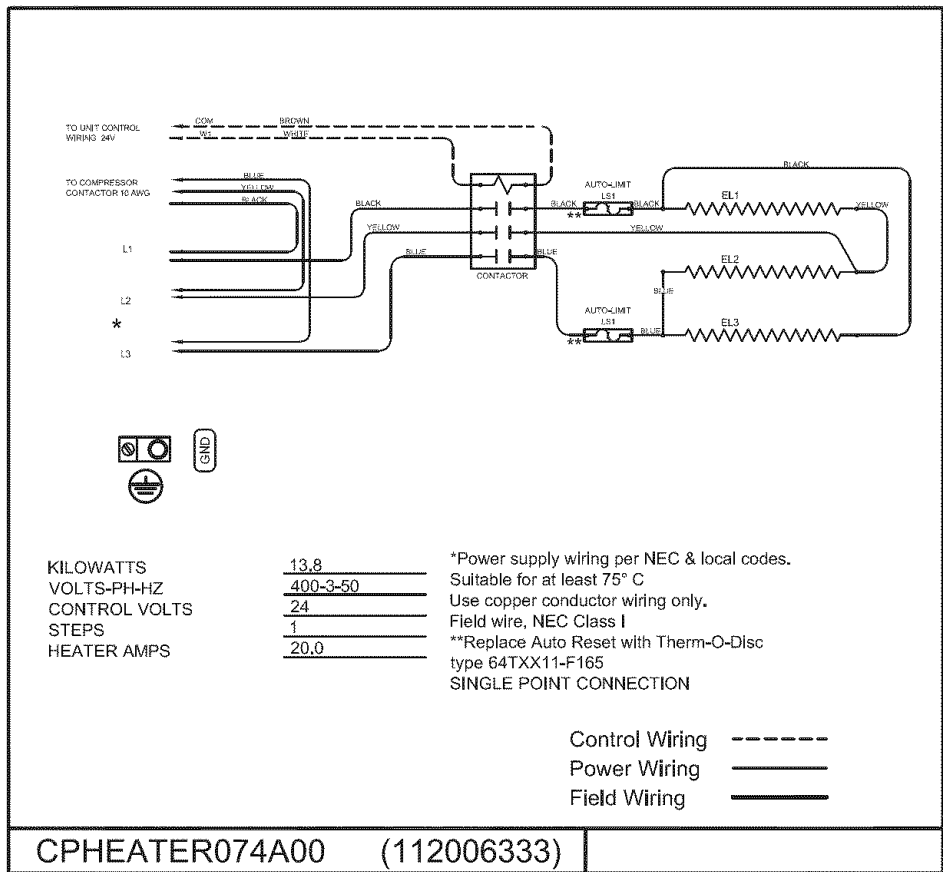 TO UNIT CONTROL
WIRING 24V
COM
BROWN
W1
WHITE
TO COMPRESSOR
CONTACTOR 10 AWG
BLUE
YELLOW
BLACK
L1
L2
*
L3
BLACK
YELLOW
BLUE
CONTACTOR
BLACK
**
AUTO-LIMIT
LS1
BLACK
BLACK
EL1
YELLOW
YELLOW
BLUE
EL2
BLUE
AUTO-LIMIT
LS1
**
BLUE
EL3
GND
KILOWATTS 13.8
VOLTS-PH-HZ 400-3-50
CONTROL VOLTS 24
STEPS 1
HEATER AMPS 20.0
*Power supply wiring per NEC & local codes.
Suitable for at least 75° C
Use copper conductor wiring only.
Field wire, NEC Class I
**Replace Auto Reset with Therm-O-Disc
type 64TXX11-F165
SINGLE POINT CONNECTION
Control Wiring
Power Wiring
Field Wiring
CPHEATER074A00 (112006333)